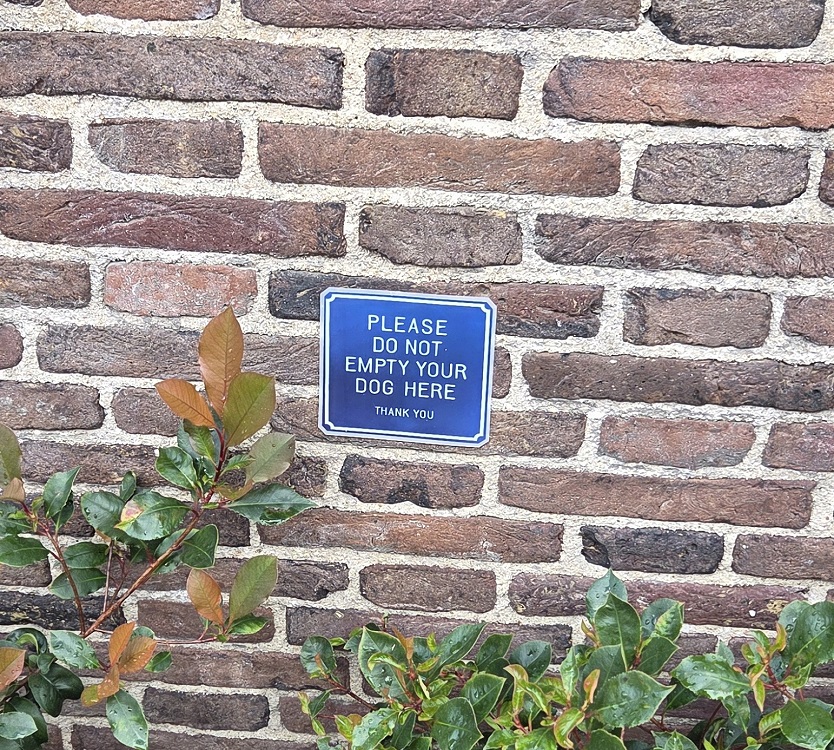 PLEASE
DO NOT
EMPTY YOUR
DOG HERE
THANK YOU